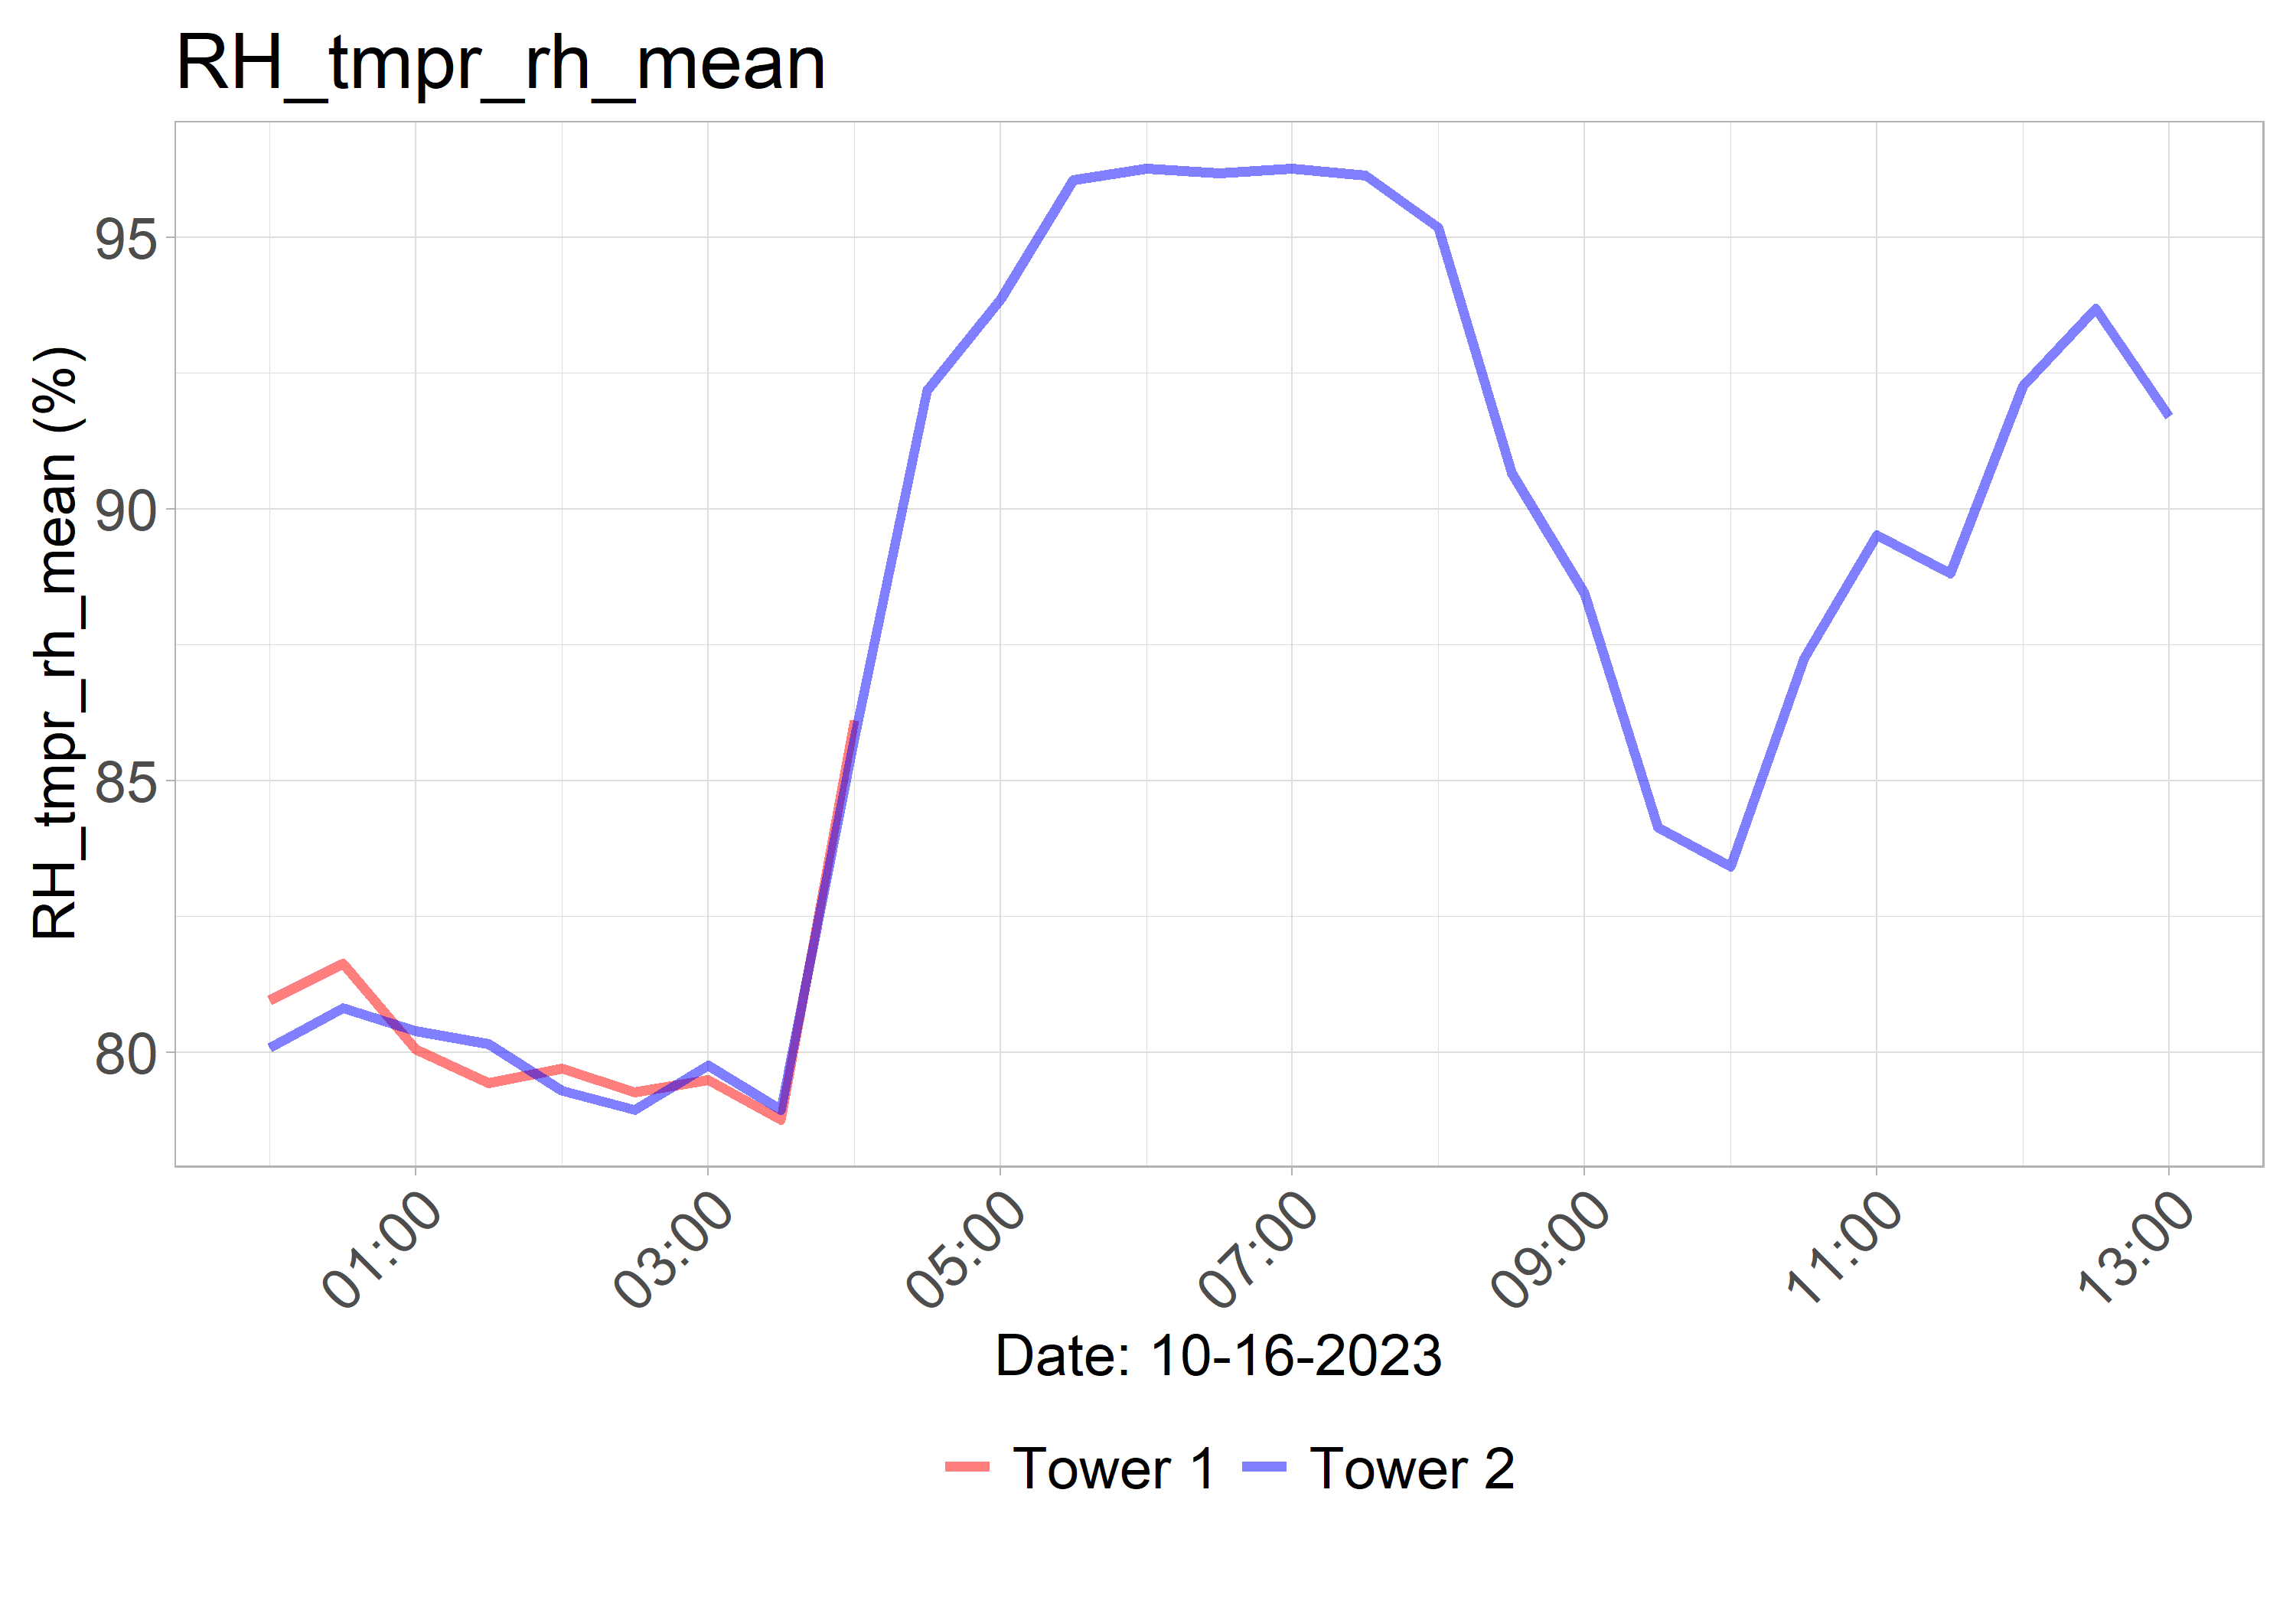 RH_tmpr_rh_mean
RH_tmpr_rh_mean (%)
95
90
85
80
01:00 03:00 05:00 07:00 09:00 11:00 13:00
Date: 10-16-2023
Tower 1 Tower 2